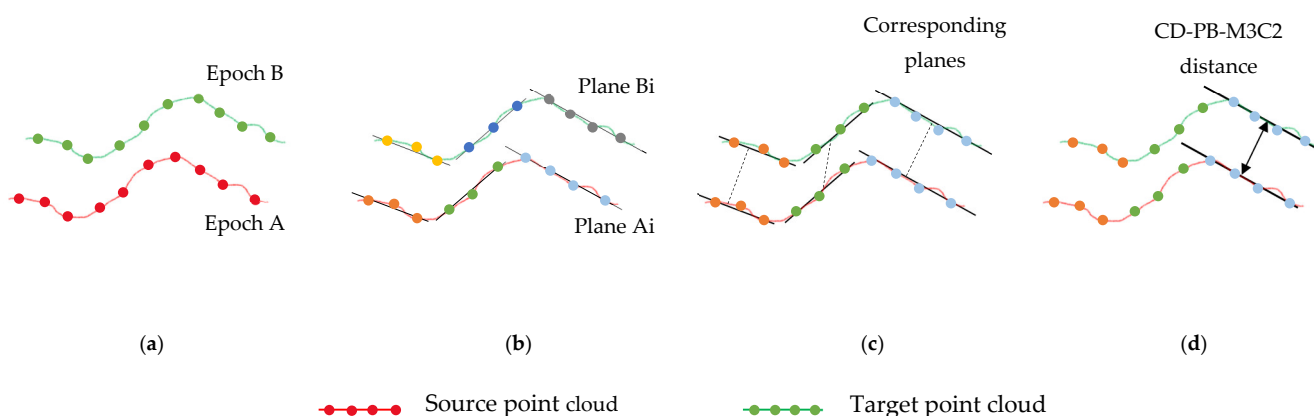 Epoch B
Epoch A
Plane Bi
Plane Ai
Corresponding
planes
CD-PB-M3C2
distance
(a)
(b)
(c)
(d)
Source point cloud
Target point cloud